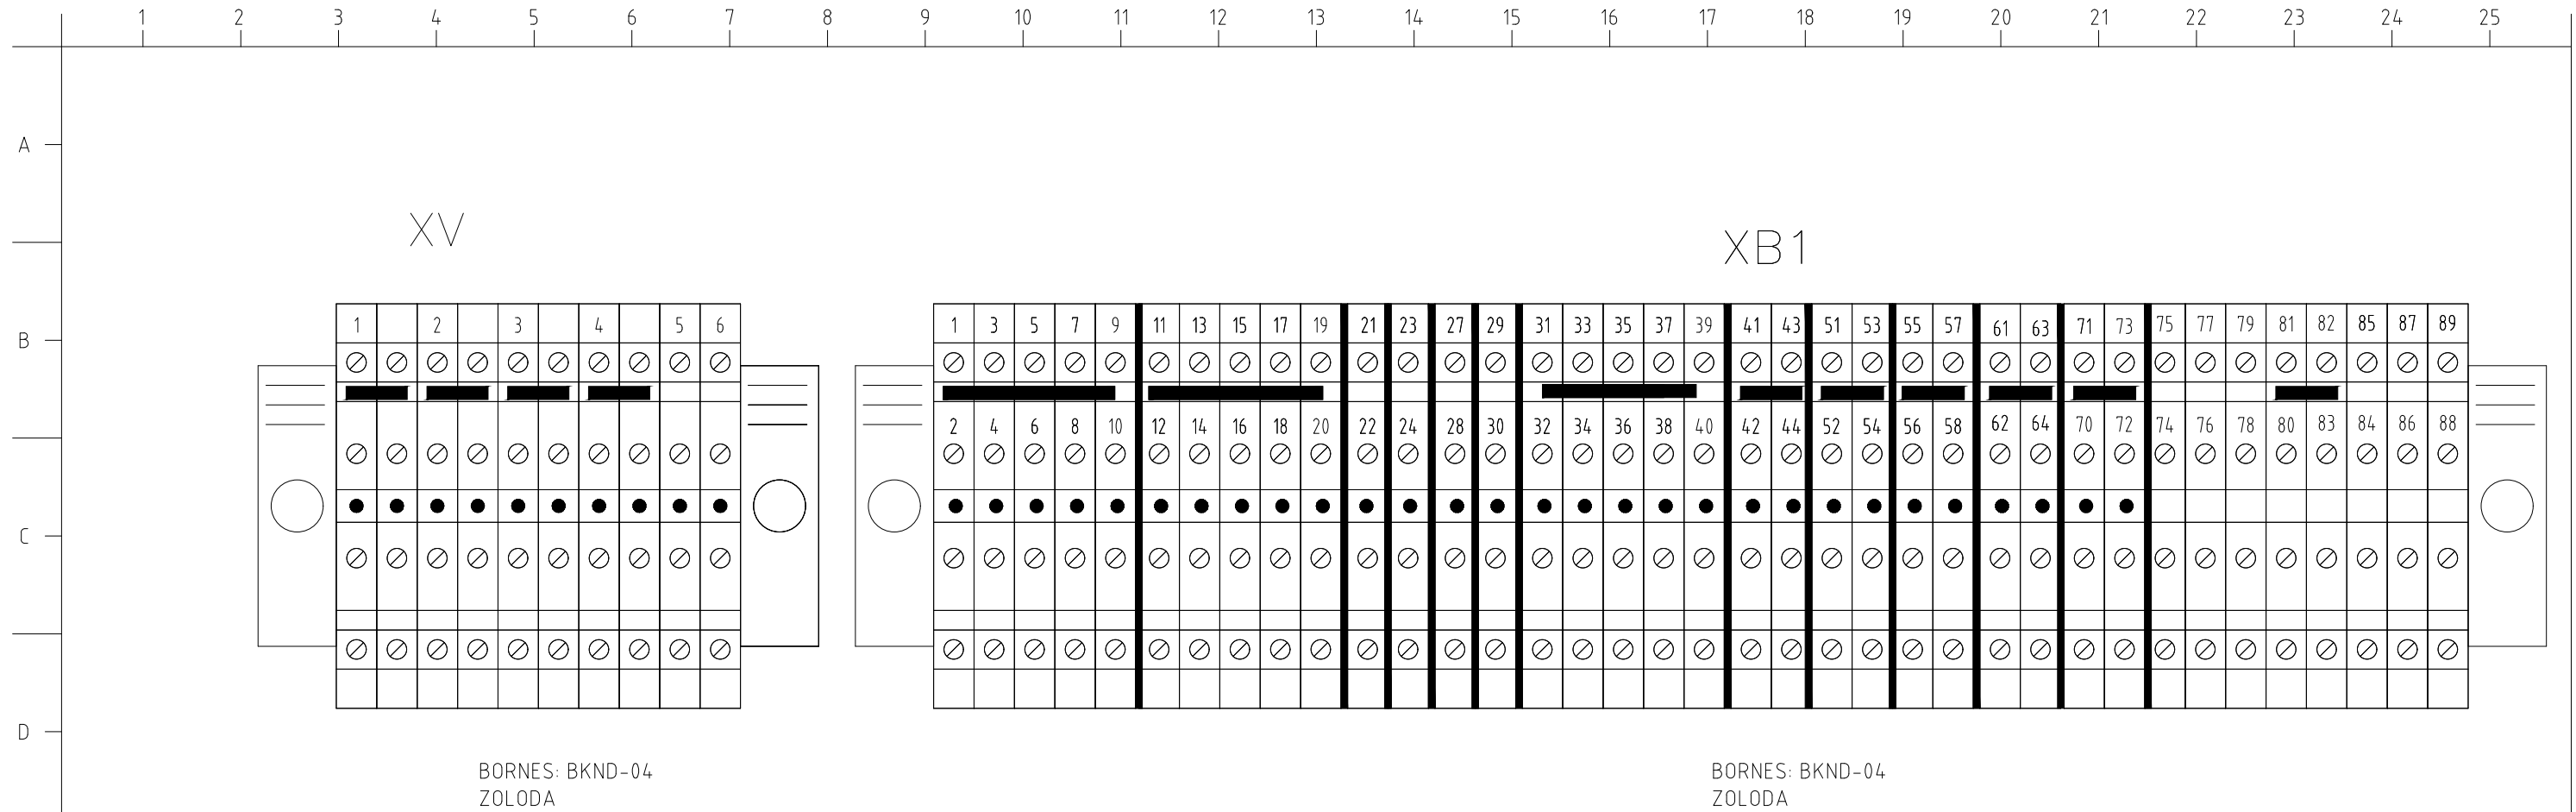 1 2 3 4 5 6 7 8 9 10 11 12 13 14 15 16 17 18 19 20 21 22 23 24 25
A
XV
XB1
B
1 2 3 4 5 6
1 3 5 7 9 11 13 15 17 19 21 23 27 29 31 33 35 37 39 41 43 51 53 55 57 61 63 71 73 75 77 79 81 82 85 87 89
2 4 6 8 10 12 14 16 18 20 22 24 28 30 32 34 36 38 40 42 44 52 54 56 58 62 64 70 72 74 76 78 80 83 84 86 88
C
D
BORNES: BKND-04
ZOLODA
BORNES: BKND-04
ZOLODA